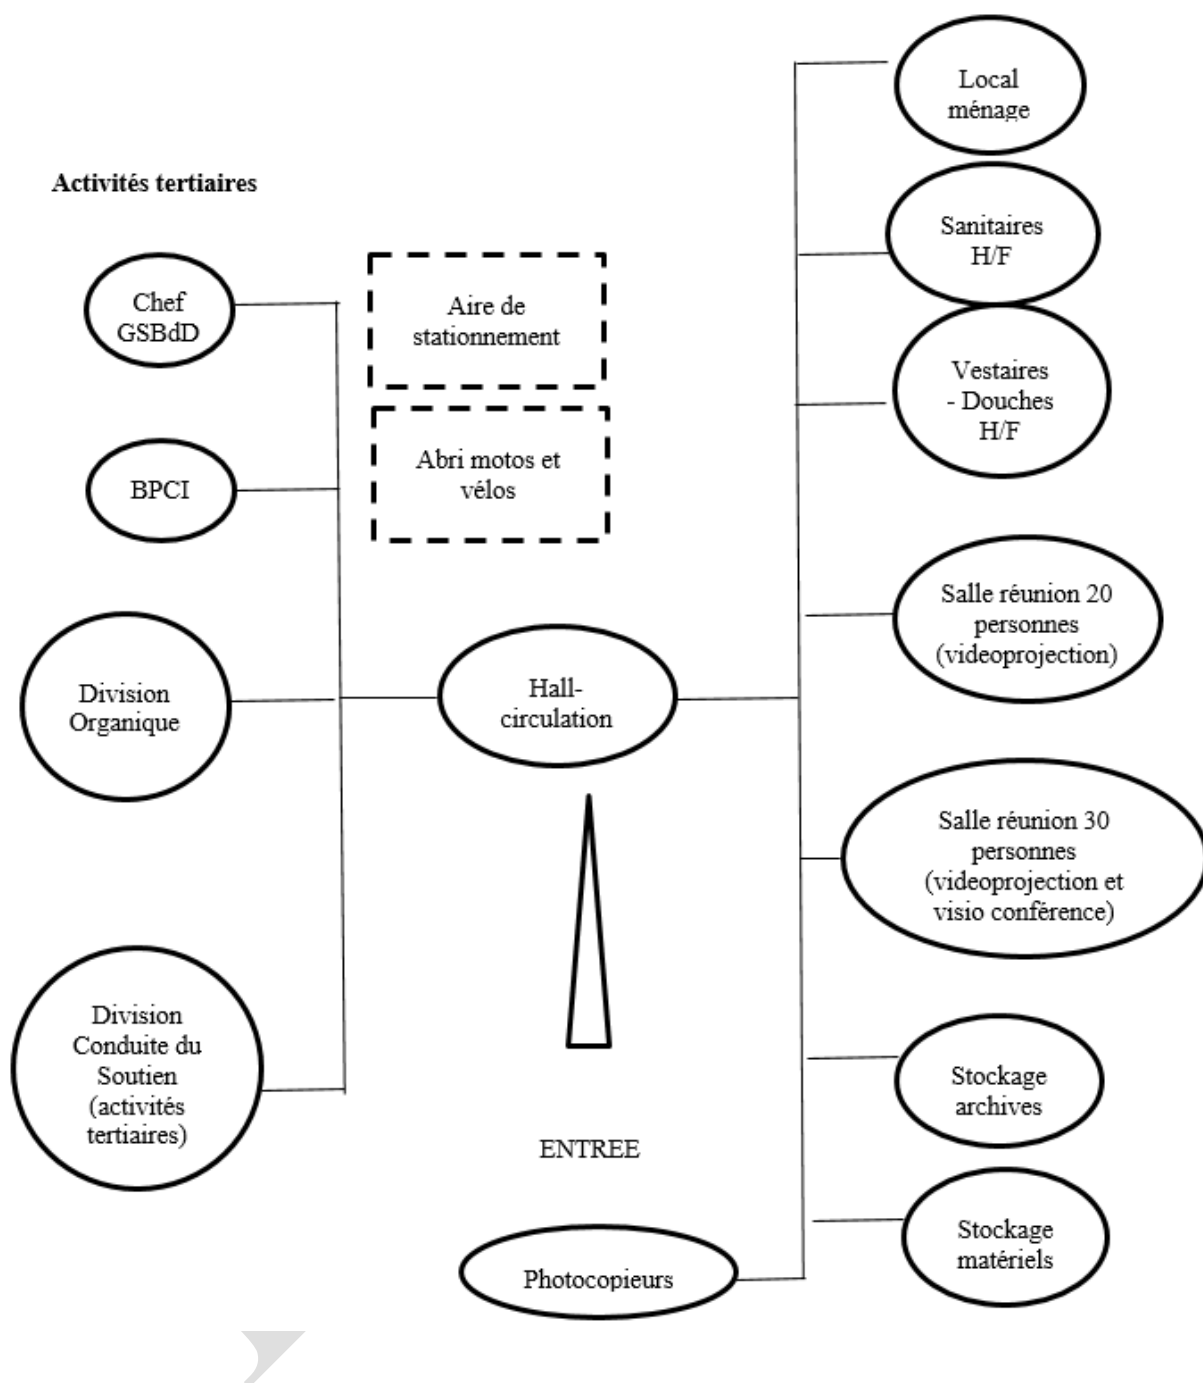 Activités tertiaires
Chef
GSBdD
BPCI
Division
Organique
Division
Conduite du
Soutien
(activités
tertiaires)
Aire de
stationnement
Abri motos et
vélos
Hall-
circulation
ENTREE
Photocopieurs
Local
ménage
Sanitaires
H/F
Vestaires
- Douches
H/F
Salle réunion 20
personnes
(videoprojection)
Salle réunion 30
personnes
(videoprojection et
visio conférence)
Stockage
archives
Stockage
matériels